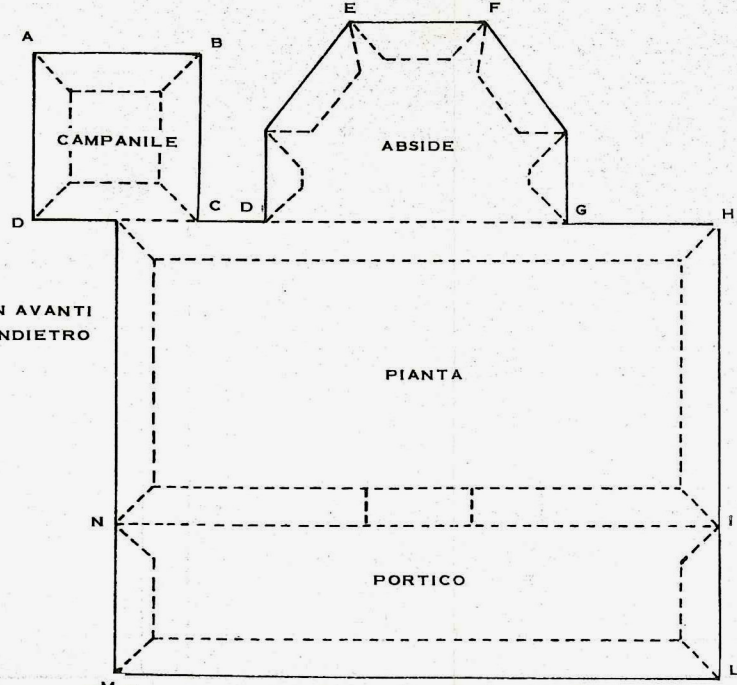 E F
A B
CAMPANILE
ABSIDE
D C D G H
N AVANTI
NDIETRO
PIANTA
N I
PORTICO
M L